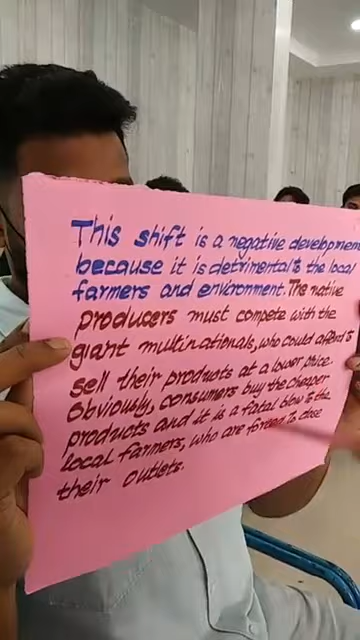 This shift is a negative development
because it is detrimental to the local
farmers and environment. The native
producers must compete with the
giant multinationals, who could afford to
sell their products at a lower price.
Obviously, consumers buy the cheaper
products and it is a fatal blow to the
local farmers, who are forced to close
their outlets.